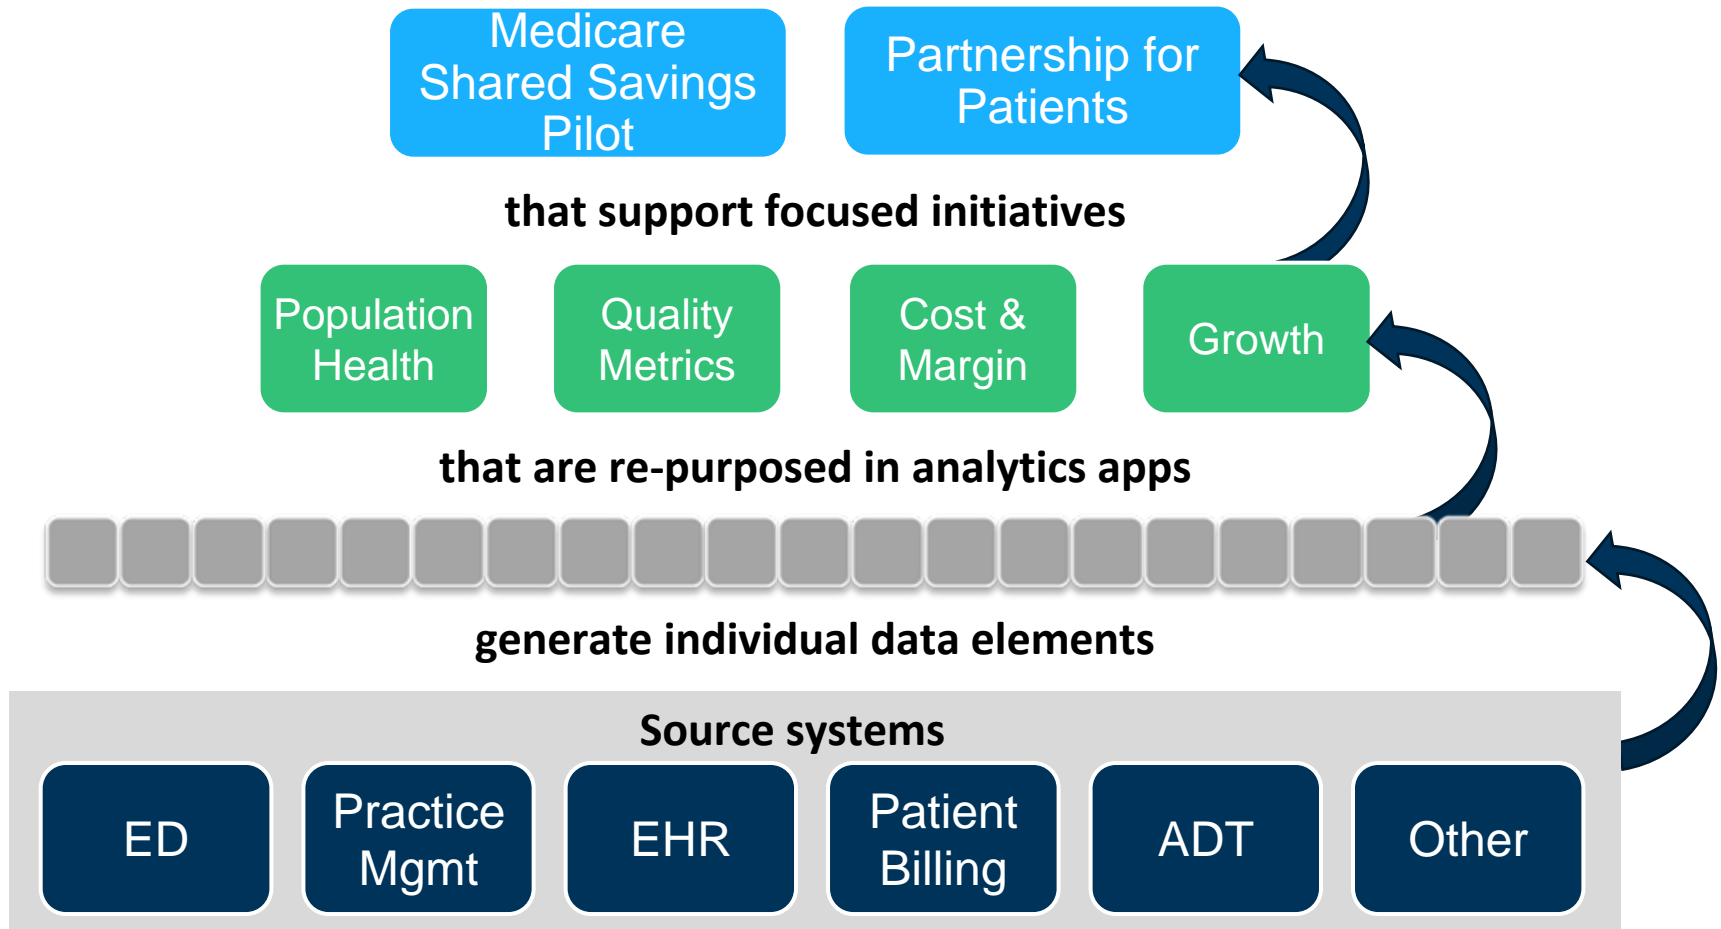 Medicare
Shared Savings
Pilot
Partnership for
Patients
that support focused initiatives
Population
Health
Quality
Metrics
Cost &
Margin
Growth
that are re-purposed in analytics apps
generate individual data elements
Source systems
ED
Practice
Mgmt
EHR
Patient
Billing
ADT
Other